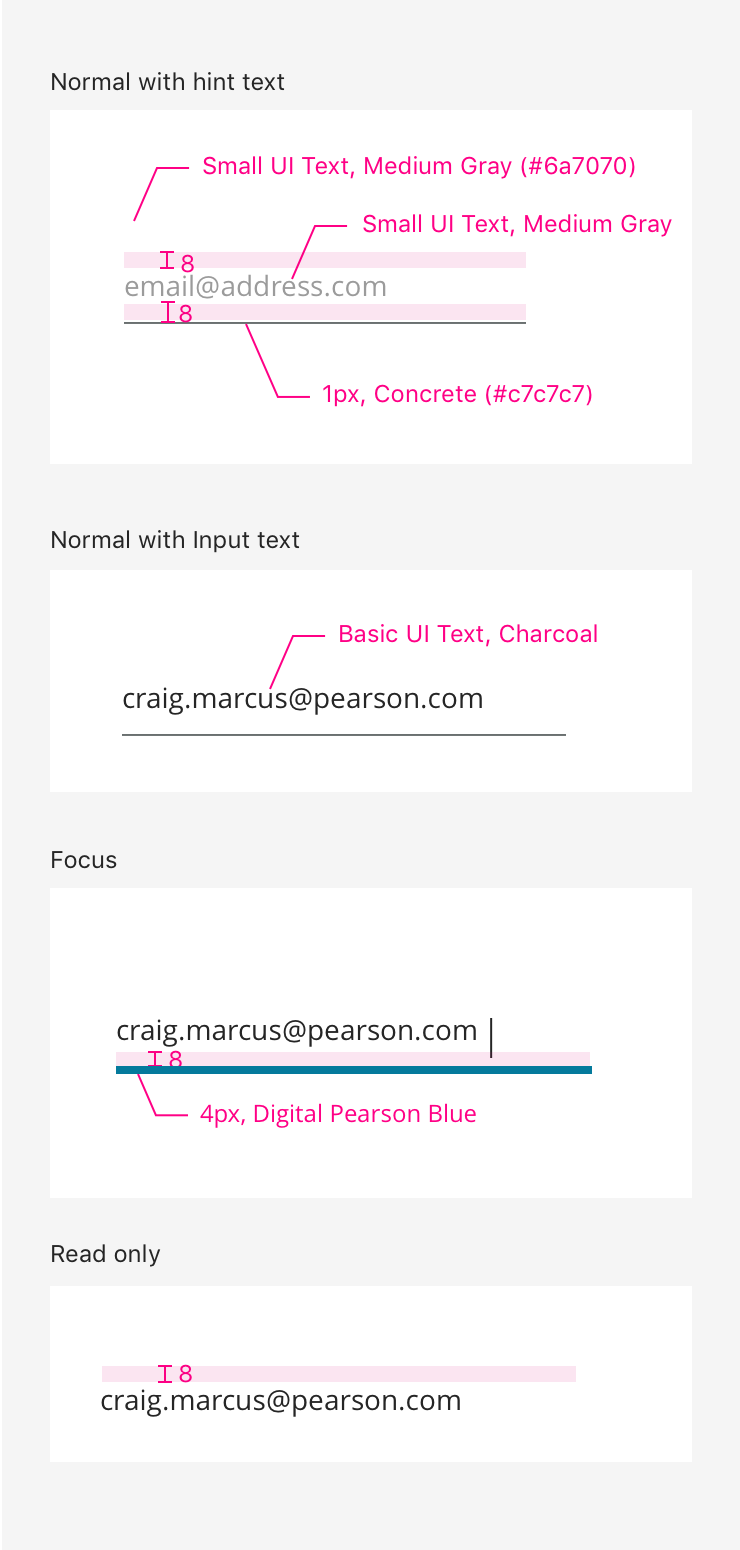 Normal with hint text
Small UI Text, Medium Gray (#6a7070)
Small UI Text, Medium Gray
8
email@address.com
8
1px, Concrete (#c7c7c7)
Normal with Input text
Basic UI Text, Charcoal
craig.marcus@pearson.com
Focus
craig.marcus@pearson.com
8
4px, Digital Pearson Blue
Read only
8
craig.marcus@pearson.com